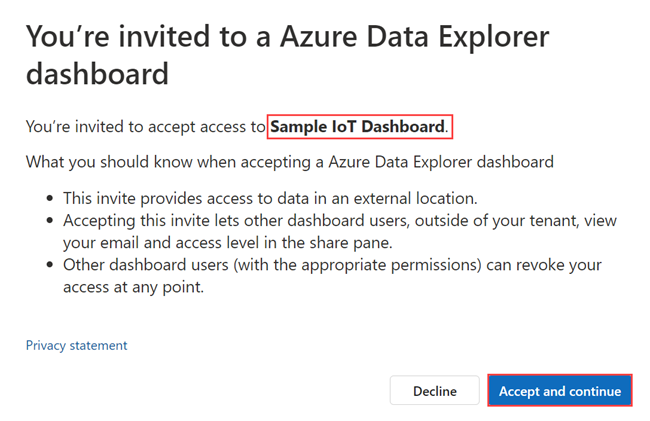 You're invited to a Azure Data Explorer
dashboard
You're invited to accept access to Sample IoT Dashboard.
What you should know when accepting a Azure Data Explorer dashboard
• This invite provides access to data in an external location.
• Accepting this invite lets other dashboard users, outside of your tenant, view
your email and access level in the share pane.
• Other dashboard users (with the appropriate permissions) can revoke your
access at any point.
Privacy statement
Decline
Accept and continue